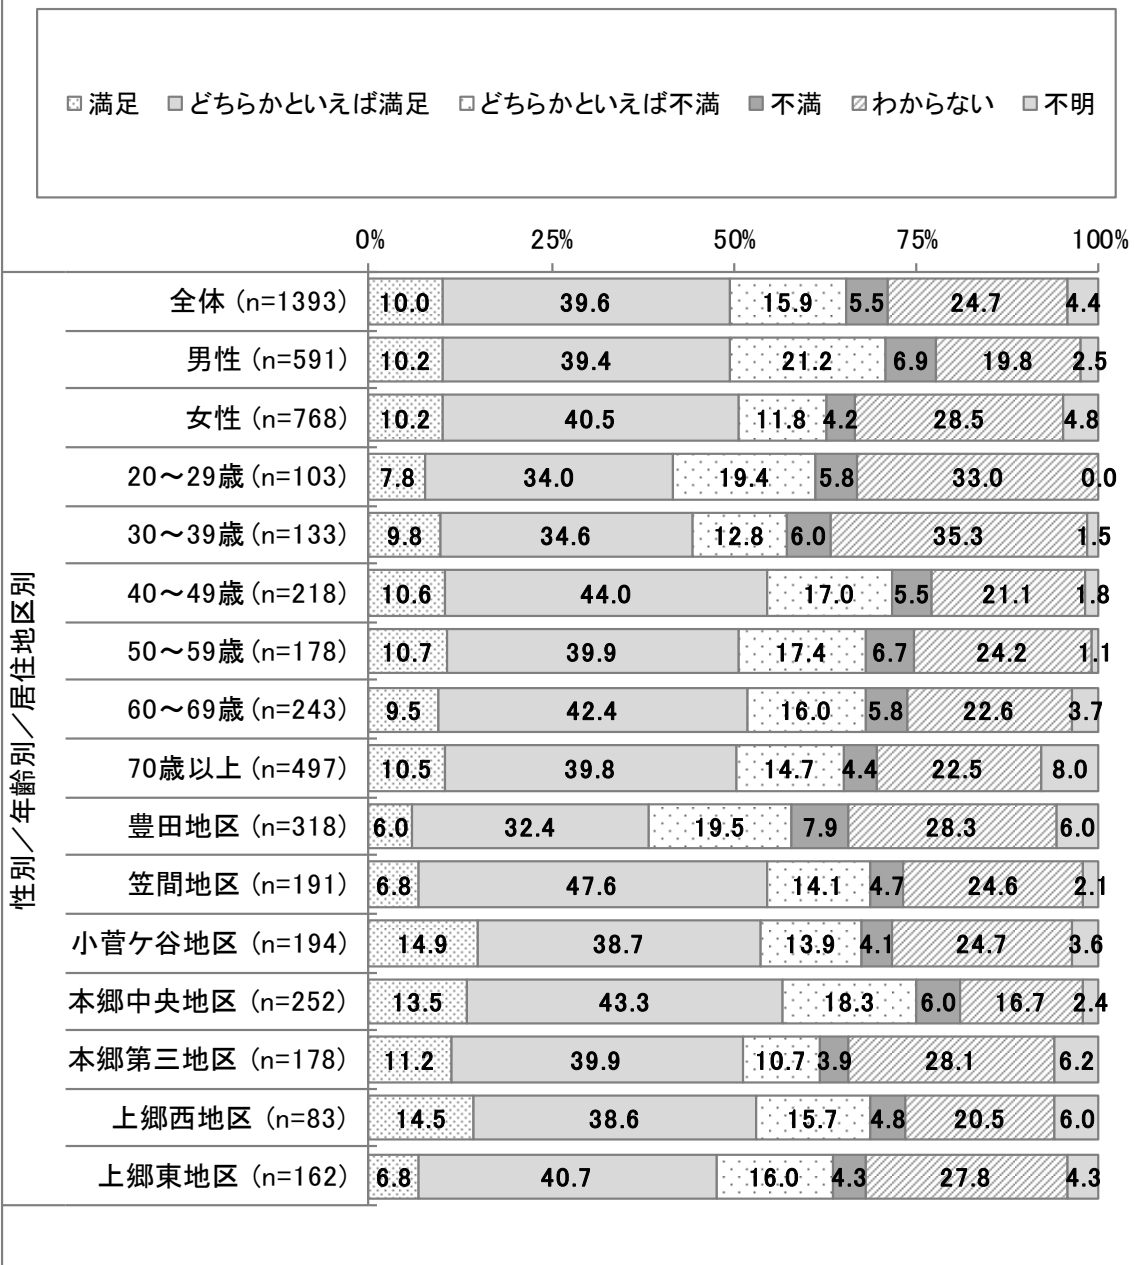 満足 どちらかといえば満足 どちらかといえば不満 不満 わからない 不明
0% 25% 50% 75% 100%
性別／年齢別／居住地区別
全体 (n=1393) 10.0 39.6 15.9 5.5 24.7 4.4
男性 (n=591) 10.2 39.4 21.2 6.9 19.8 2.5
女性 (n=768) 10.2 40.5 11.8 4.2 28.5 4.8
20～29歳 (n=103) 7.8 34.0 19.4 5.8 33.0 0.0
30～39歳 (n=133) 9.8 34.6 12.8 6.0 35.3 1.5
40～49歳 (n=218) 10.6 44.0 17.0 5.5 21.1 1.8
50～59歳 (n=178) 10.7 39.9 17.4 6.7 24.2 1.1
60～69歳 (n=243) 9.5 42.4 16.0 5.8 22.6 3.7
70歳以上 (n=497) 10.5 39.8 14.7 4.4 22.5 8.0
豊田地区 (n=318) 6.0 32.4 19.5 7.9 28.3 6.0
笠間地区 (n=191) 6.8 47.6 14.1 4.7 24.6 2.1
小菅ケ谷地区 (n=194) 14.9 38.7 13.9 4.1 24.7 3.6
本郷中央地区 (n=252) 13.5 43.3 18.3 6.0 16.7 2.4
本郷第三地区 (n=178) 11.2 39.9 10.7 3.9 28.1 6.2
上郷西地区 (n=83) 14.5 38.6 15.7 4.8 20.5 6.0
上郷東地区 (n=162) 6.8 40.7 16.0 4.3 27.8 4.3